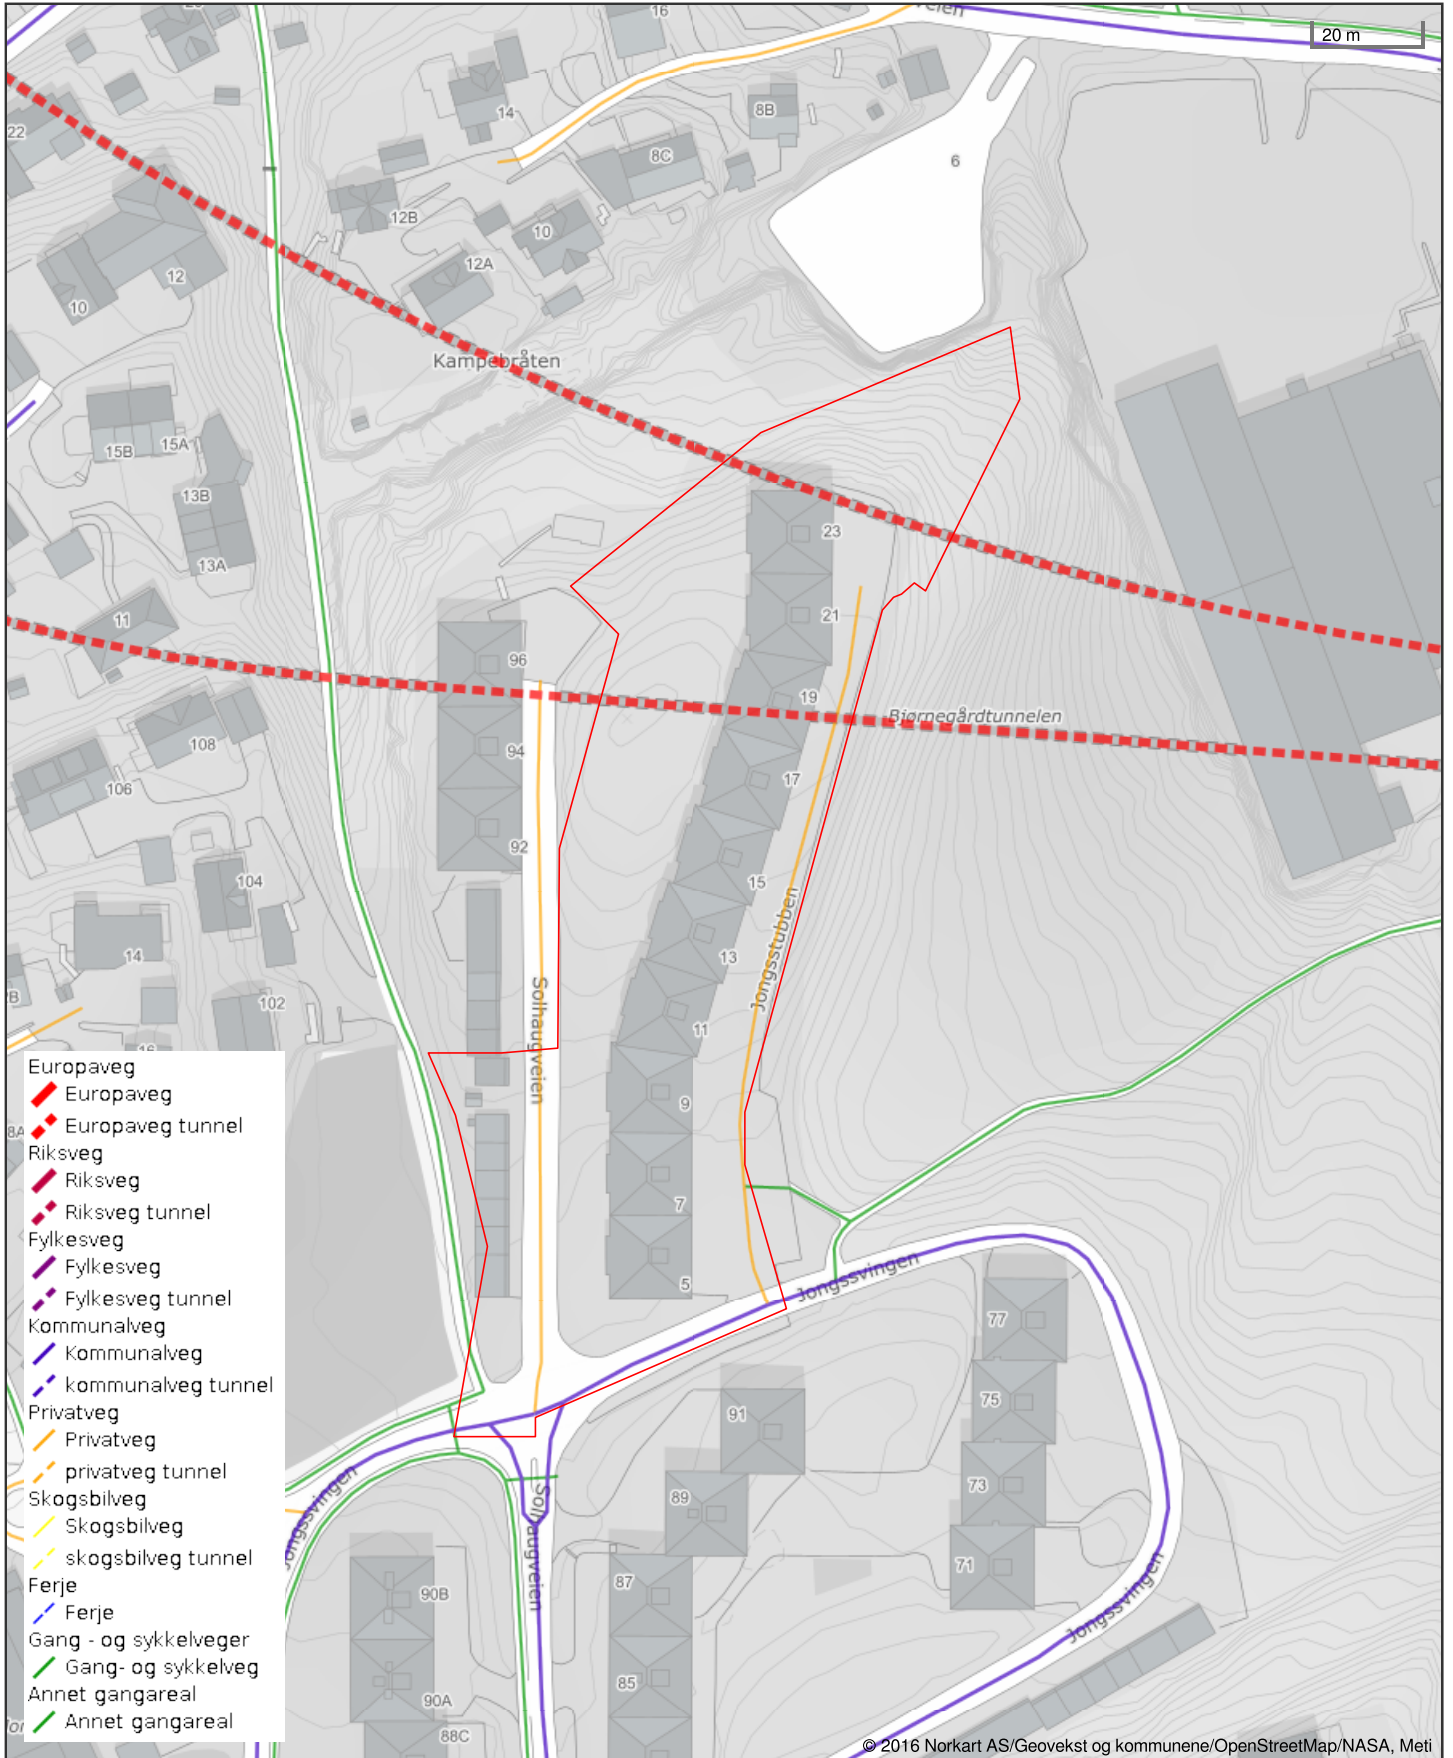 veien
20 m
16
14
8B
8C
6
22
12B
12A
10
12
10
Kampebråten
15B
15A
13B
13A
23
21
19
17
15
13
11
9
7
5
11
96
94
92
108
106
104
14
102
16
Bjørnegårdtunnelen
Solhaugveien
Jongsstubben
Jongssvingen
Jongssvingen
Jongssvingen
Solhaugveien
77
75
73
71
91
89
87
85
90B
90A
88C
8A
Europaveg
Europaveg
Europaveg tunnel
Riksveg
Riksveg
Riksveg tunnel
Fylkesveg
Fylkesveg
Fylkesveg tunnel
Kommunalveg
Kommunalveg
kommunalveg tunnel
Privatveg
Privatveg
privatveg tunnel
Skogsbilveg
Skogsbilveg
skogsbilveg tunnel
Ferje
Ferje
Gang - og sykkelveger
Gang- og sykkelveg
Annet gangareal
Annet gangareal
© 2016 Norkart AS/Geovekst og kommunene/OpenStreetMap/NASA, Meti